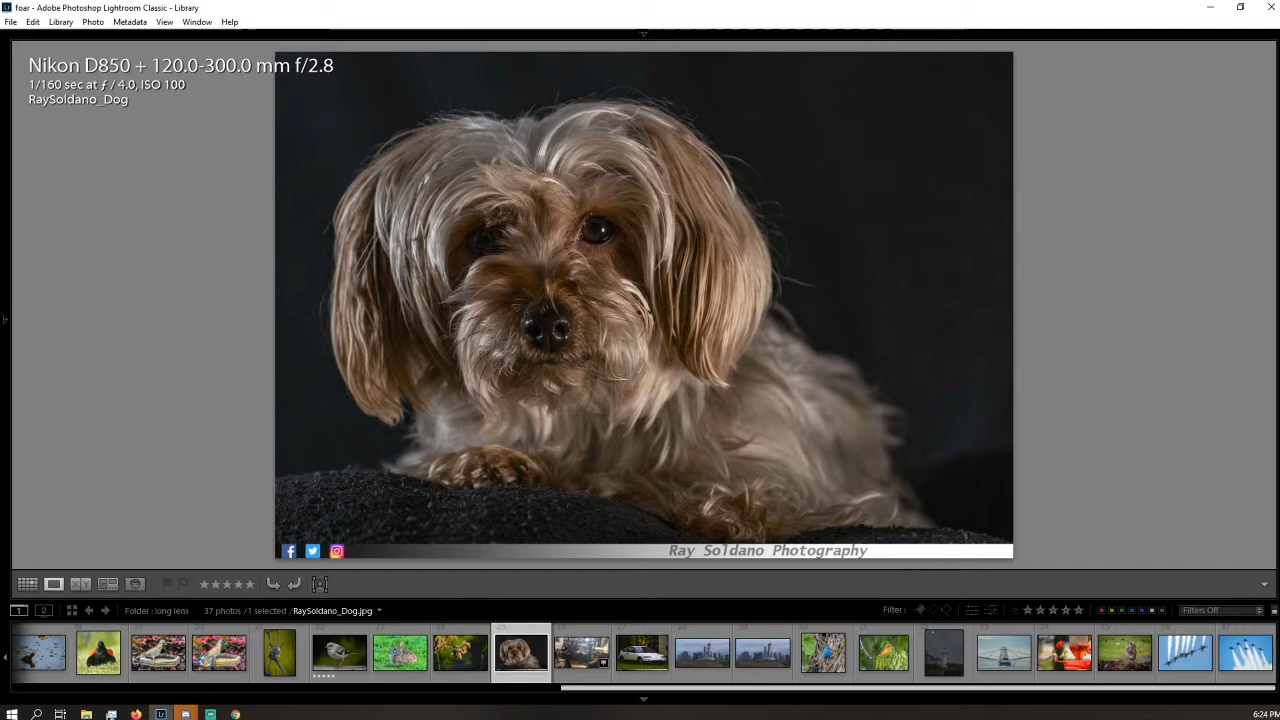 foar - Adobe Photoshop Lightroom Classic - Library
File Edit Library Photo Metadata View Window Help
Nikon D850 + 120.0-300.0 mm f/2.8
1/160 sec at ƒ / 4.0, ISO 100
RaySoldano_Dog
Ray Soldano Photography
X Y
1 2 Folder : long lens 37 photos / 1 selected / RaySoldano_Dog.jpg Filter : Filters Off
6:24 PM